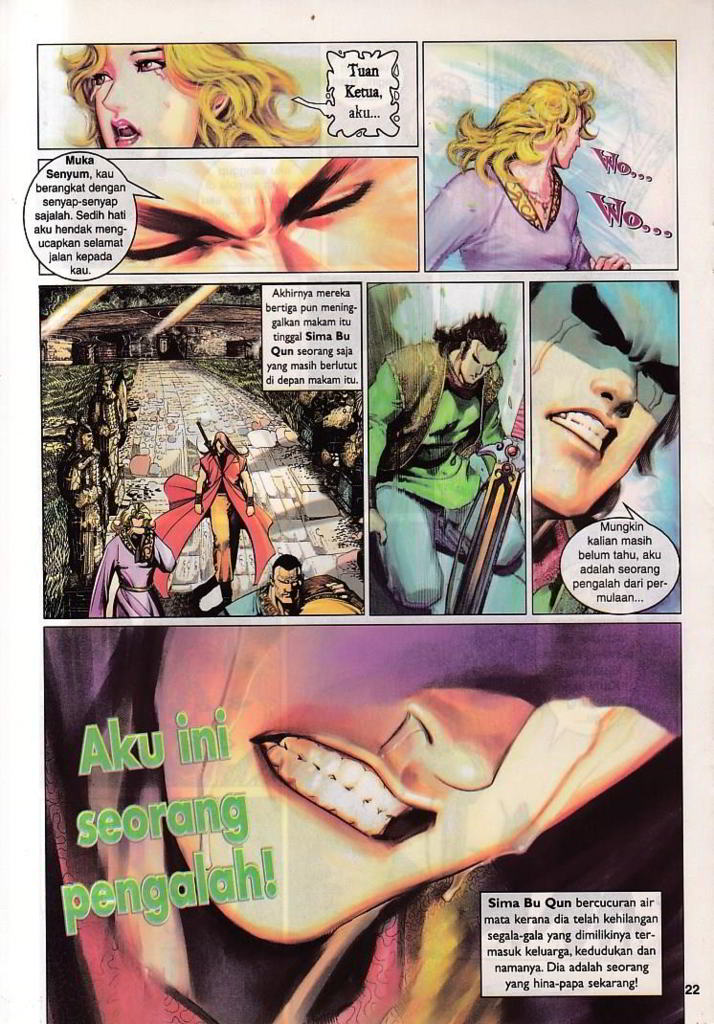 Tuan
Ketua,
aku...
Wo...
Wo...
Muka
Senyum, kau
berangkat dengan
senyap-senyap
sajalah. Sedih hati
aku hendak meng-
ucapkan selamat
jalan kepada
kau.
Akhirnya mereka
bertiga pun mening-
galkan makam itu
tinggal Sima Bu
Qun seorang saja
yang masih berlutut
di depan makam itu.
Mungkin
kalian masih
belum tahu, aku
adalah seorang
pengalah dari per-
mulaan...
Aku ini
seorang
pengalah!
Sima Bu Qun bercucuran air
mata kerana dia telah kehilangan
segala-gala yang dimilikinya ter-
masuk keluarga, kedudukan dan
namanya. Dia adalah seorang
yang hina-papa sekarang!
22